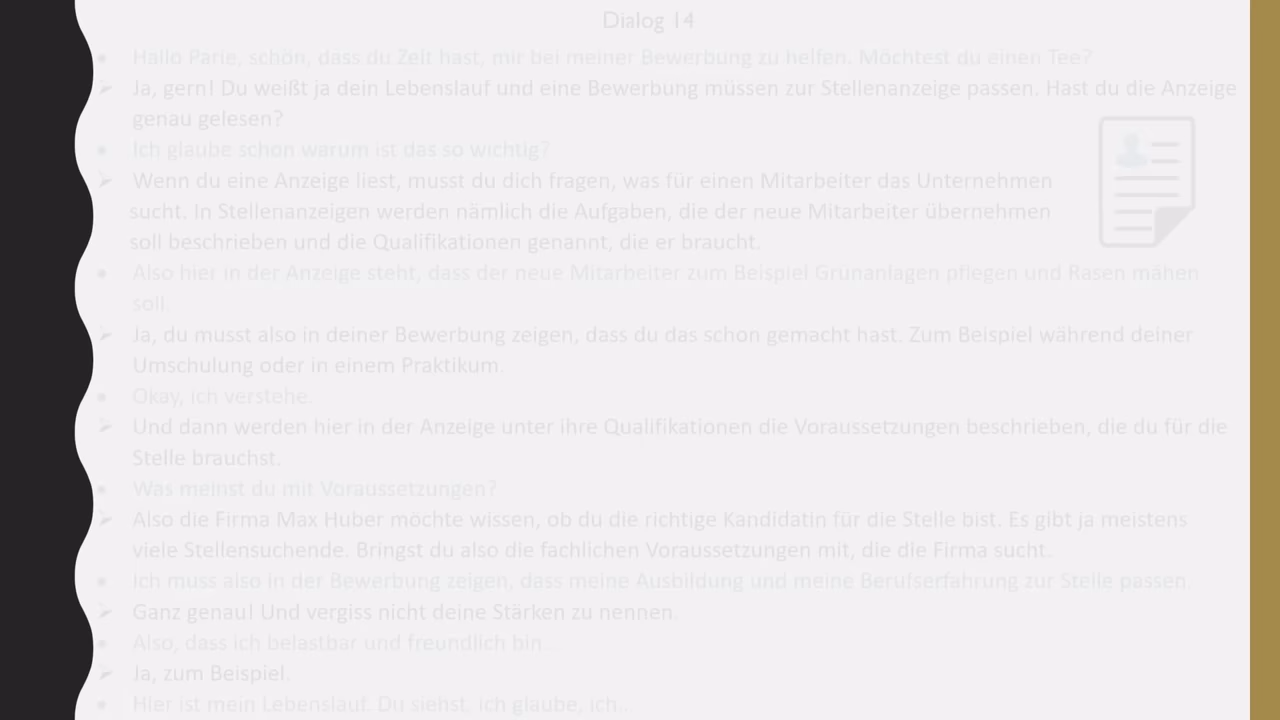 Dialog 14
• Hallo Parie, schön, dass du Zeit hast, mir bei meiner Bewerbung zu helfen. Möchtest du einen Tee?
➢ Ja, gern! Du weißt ja dein Lebenslauf und eine Bewerbung müssen zur Stellenanzeige passen. Hast du die Anzeige
genau gelesen?
• Ich glaube schon warum ist das so wichtig?
➢ Wenn du eine Anzeige liest, musst du dich fragen, was für einen Mitarbeiter das Unternehmen
sucht. In Stellenanzeigen werden nämlich die Aufgaben, die der neue Mitarbeiter übernehmen
soll beschrieben und die Qualifikationen genannt, die er braucht.
• Also hier in der Anzeige steht, dass der neue Mitarbeiter zum Beispiel Grünanlagen pflegen und Rasen mähen
soll.
➢ Ja, du musst also in deiner Bewerbung zeigen, dass du das schon gemacht hast. Zum Beispiel während deiner
Umschulung oder in einem Praktikum.
• Okay, ich verstehe.
➢ Und dann werden hier in der Anzeige unter ihre Qualifikationen die Voraussetzungen beschrieben, die du für die
Stelle brauchst.
• Was meinst du mit Voraussetzungen?
➢ Also die Firma Max Huber möchte wissen, ob du die richtige Kandidatin für die Stelle bist. Es gibt ja meistens
viele Stellensuchende. Bringst du also die fachlichen Voraussetzungen mit, die die Firma sucht.
• Ich muss also in der Bewerbung zeigen, dass meine Ausbildung und meine Berufserfahrung zur Stelle passen.
➢ Ganz genau! Und vergiss nicht deine Stärken zu nennen.
• Also, dass ich belastbar und freundlich bin...
➢ Ja, zum Beispiel.
• Hier ist mein Lebenslauf. Du siehst, ich glaube, ich...